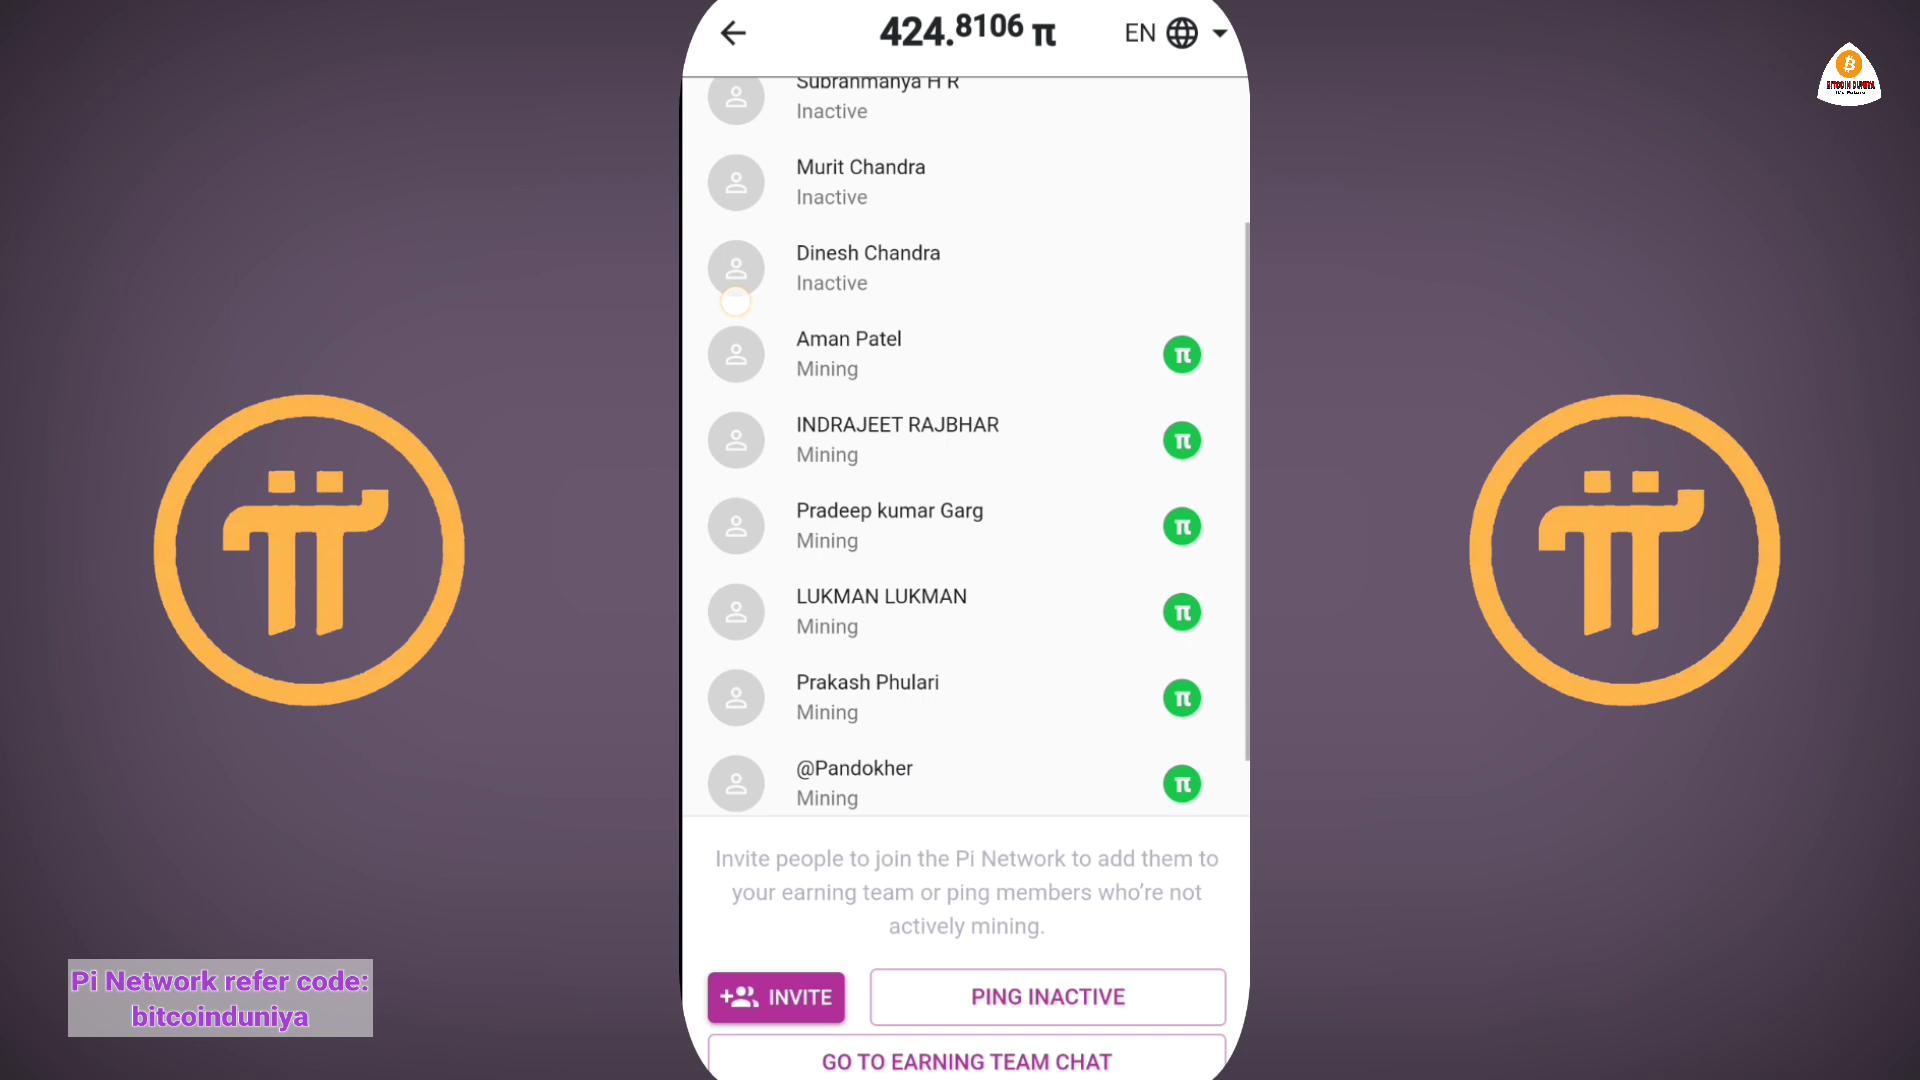 424.8106 π
EN
Subrahmanya H R
Inactive
Murit Chandra
Inactive
Dinesh Chandra
Inactive
Aman Patel
Mining
π
INDRAJEET RAJBHAR
Mining
π
Pradeep kumar Garg
Mining
π
LUKMAN LUKMAN
Mining
π
Prakash Phulari
Mining
π
@Pandokher
Mining
π
Invite people to join the Pi Network to add them to
your earning team or ping members who’re not
actively mining.
INVITE
PING INACTIVE
GO TO EARNING TEAM CHAT
Pi Network refer code:
bitcoinduniya
BITCOIN DUNIYA